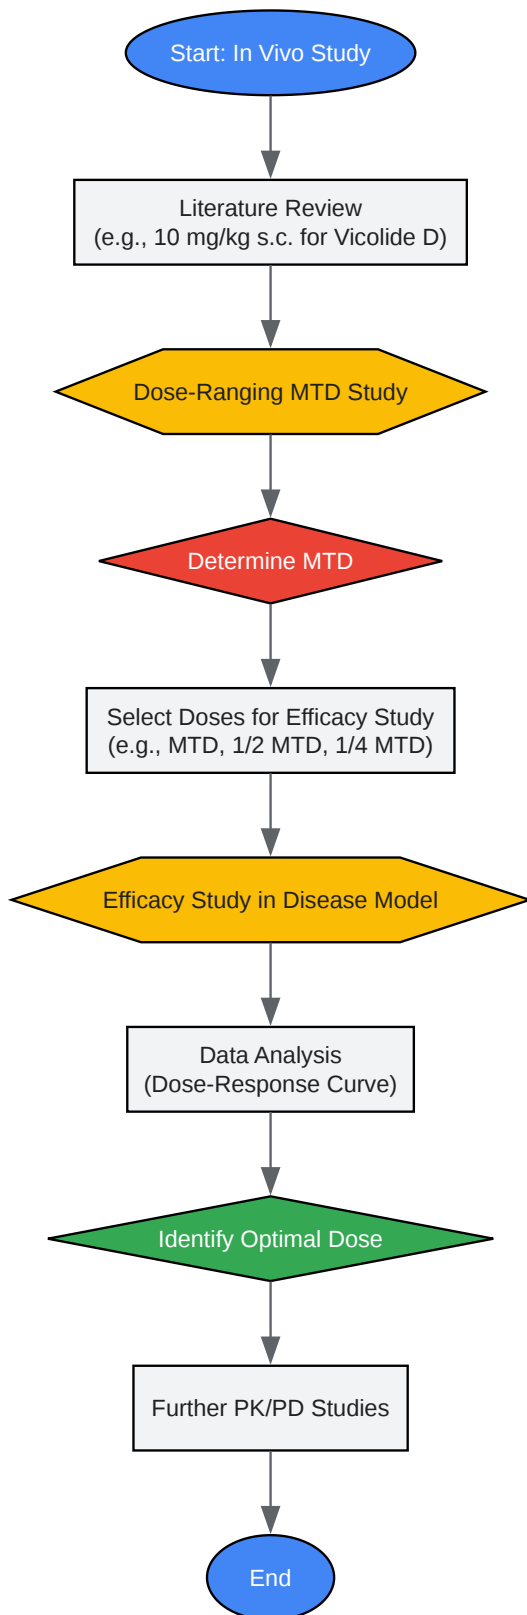 Start: In Vivo Study
Literature Review
(e.g., 10 mg/kg s.c. for Vicolide D)
Dose-Ranging MTD Study
Determine MTD
Select Doses for Efficacy Study
(e.g., MTD, 1/2 MTD, 1/4 MTD)
Efficacy Study in Disease Model
Data Analysis
(Dose-Response Curve)
Identify Optimal Dose
Further PK/PD Studies
End